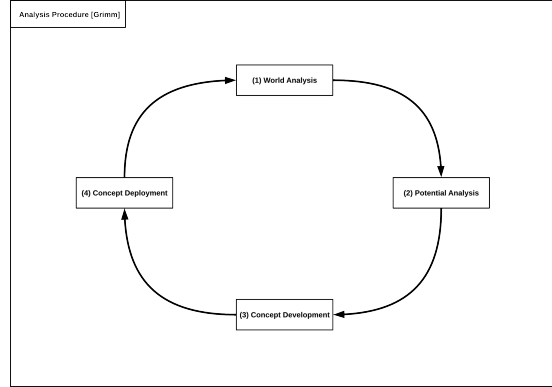 Analysis Procedure [Grimm]
(1) World Analysis
(4) Concept Deployment
(2) Potential Analysis
(3) Concept Development